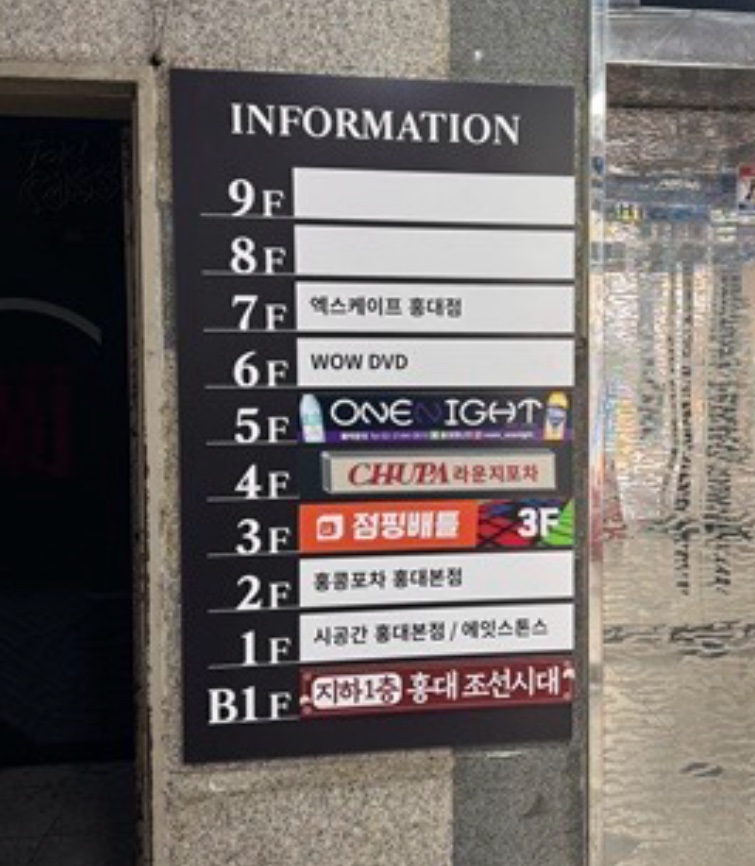 INFORMATION
9F
8F
7F 엑스케이프 홍대점
6F WOW DVD
5F ONE NIGHT
4F CHUPA 라운지포차
3F 점핑배틀 3F
2F 홍콩포차 홍대본점
1F 시공간 홍대본점 / 에잇스톤스
B1F 지하1층 홍대 조선시대